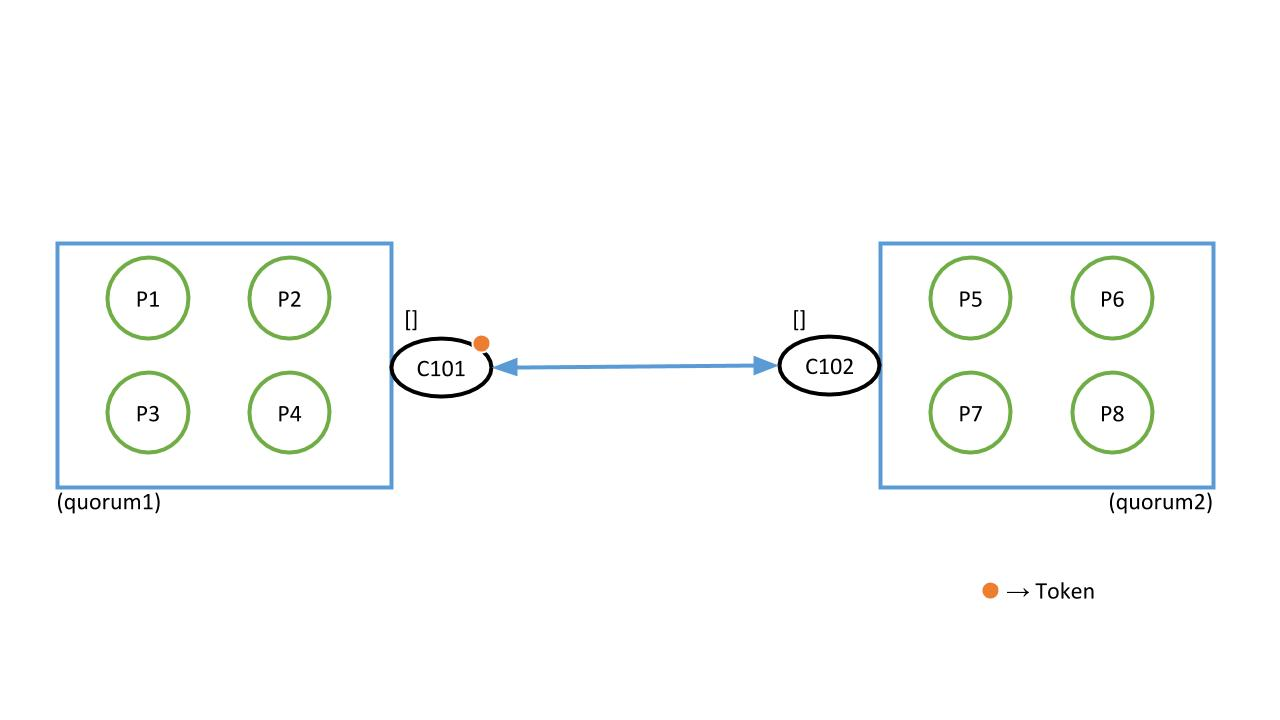 P1 P2
P5 P6
[] []
C101 C102
P3 P4
P7 P8
(quorum1) (quorum2)
→ Token